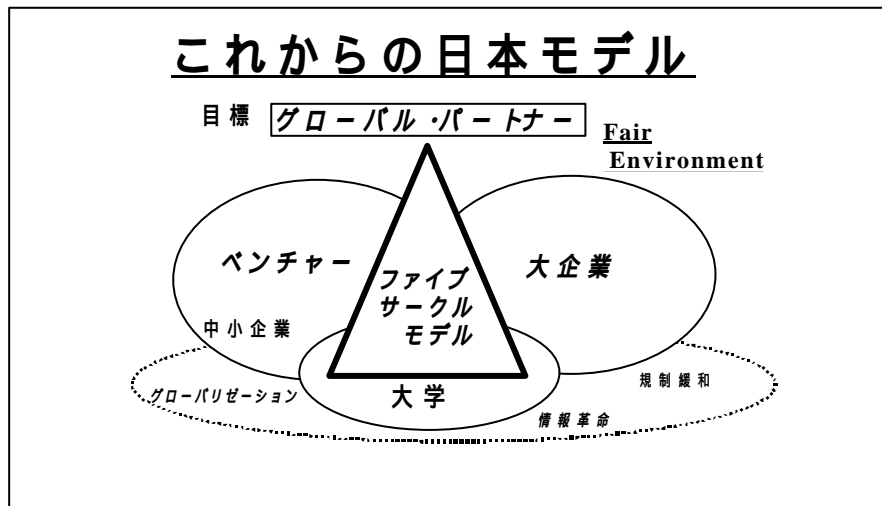 これからの日本モデル
目標 グローバル・パートナー
Fair
Environment
ベンチャー
大企業
ファイブ
サークル
モデル
中小企業
グローバリゼーション
大学
規制緩和
情報革命